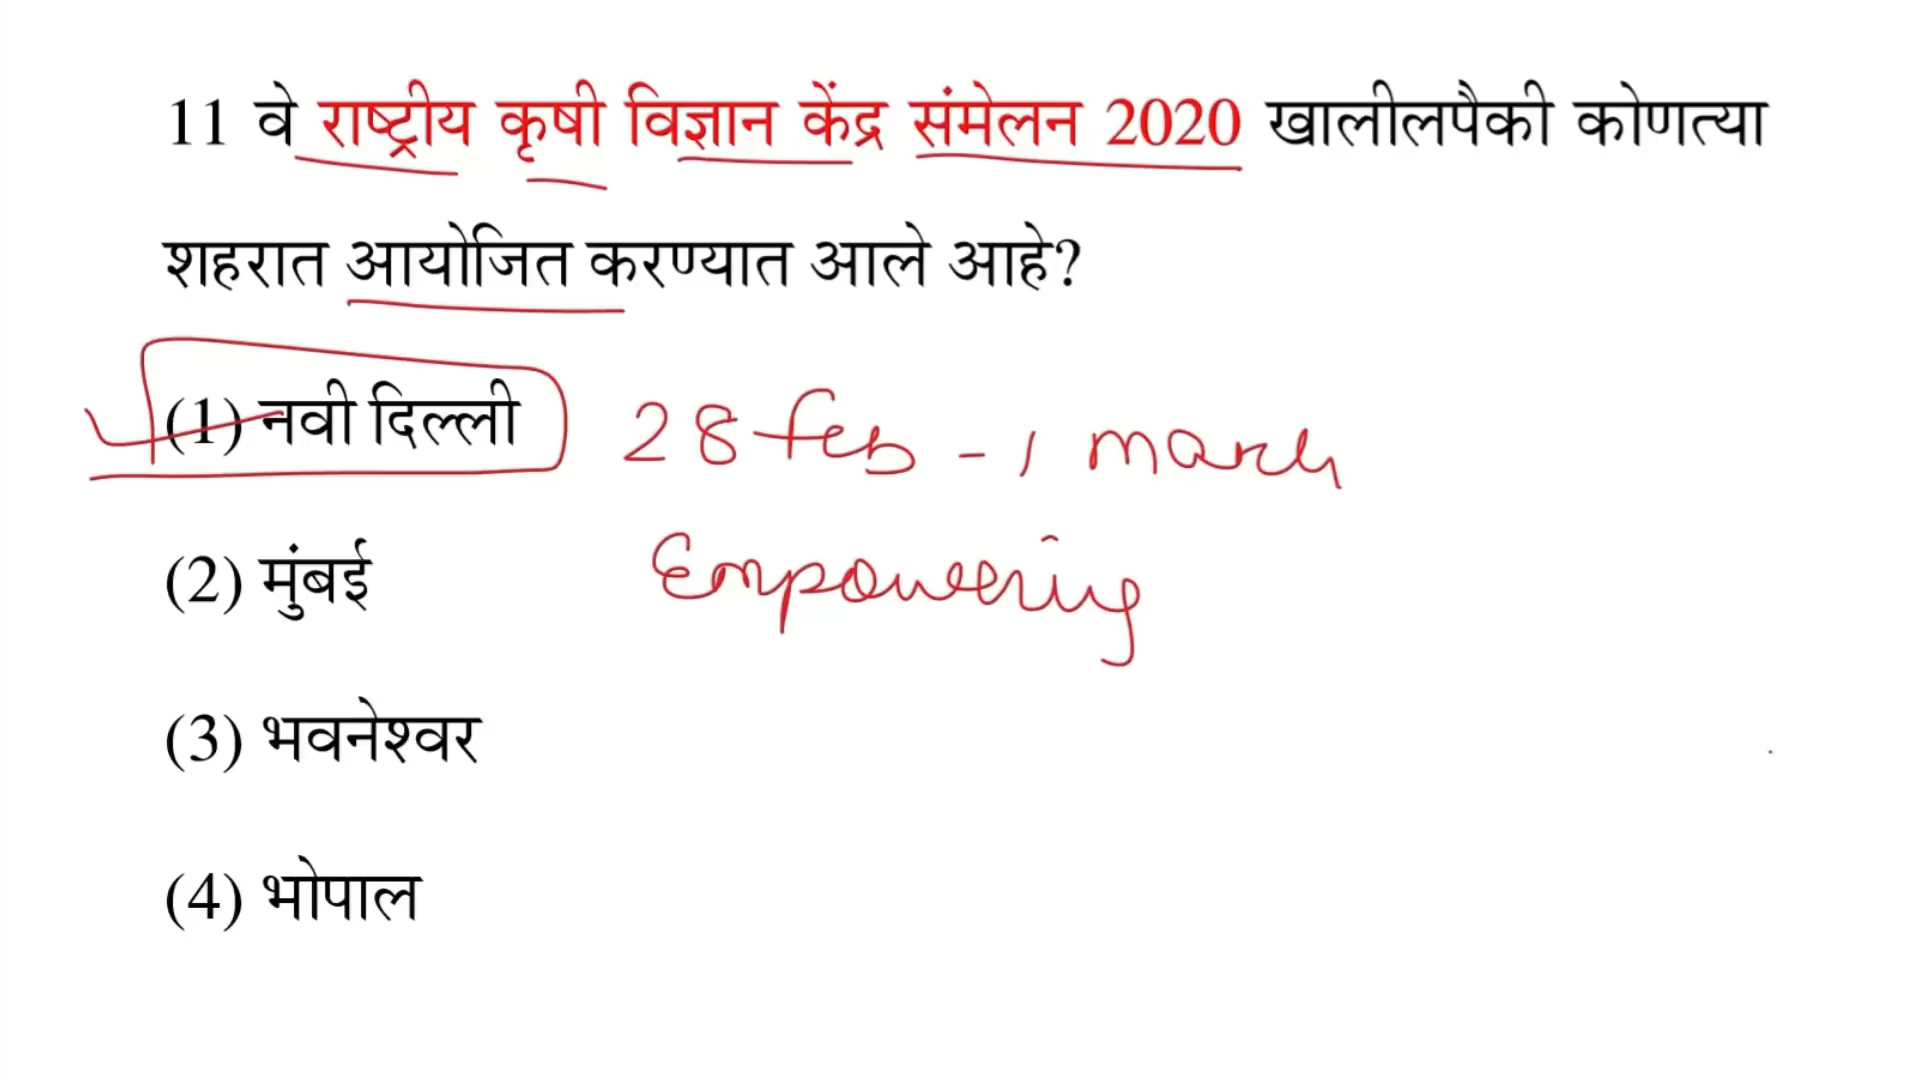 11 वे राष्ट्रीय कृषी विज्ञान केंद्र संमेलन 2020 खालीलपैकी कोणत्या
शहरात आयोजित करण्यात आले आहे?
(1) नवी दिल्ली 28 feb - 1 march
(2) मुंबई Empowering
(3) भवनेश्वर
(4) भोपाल